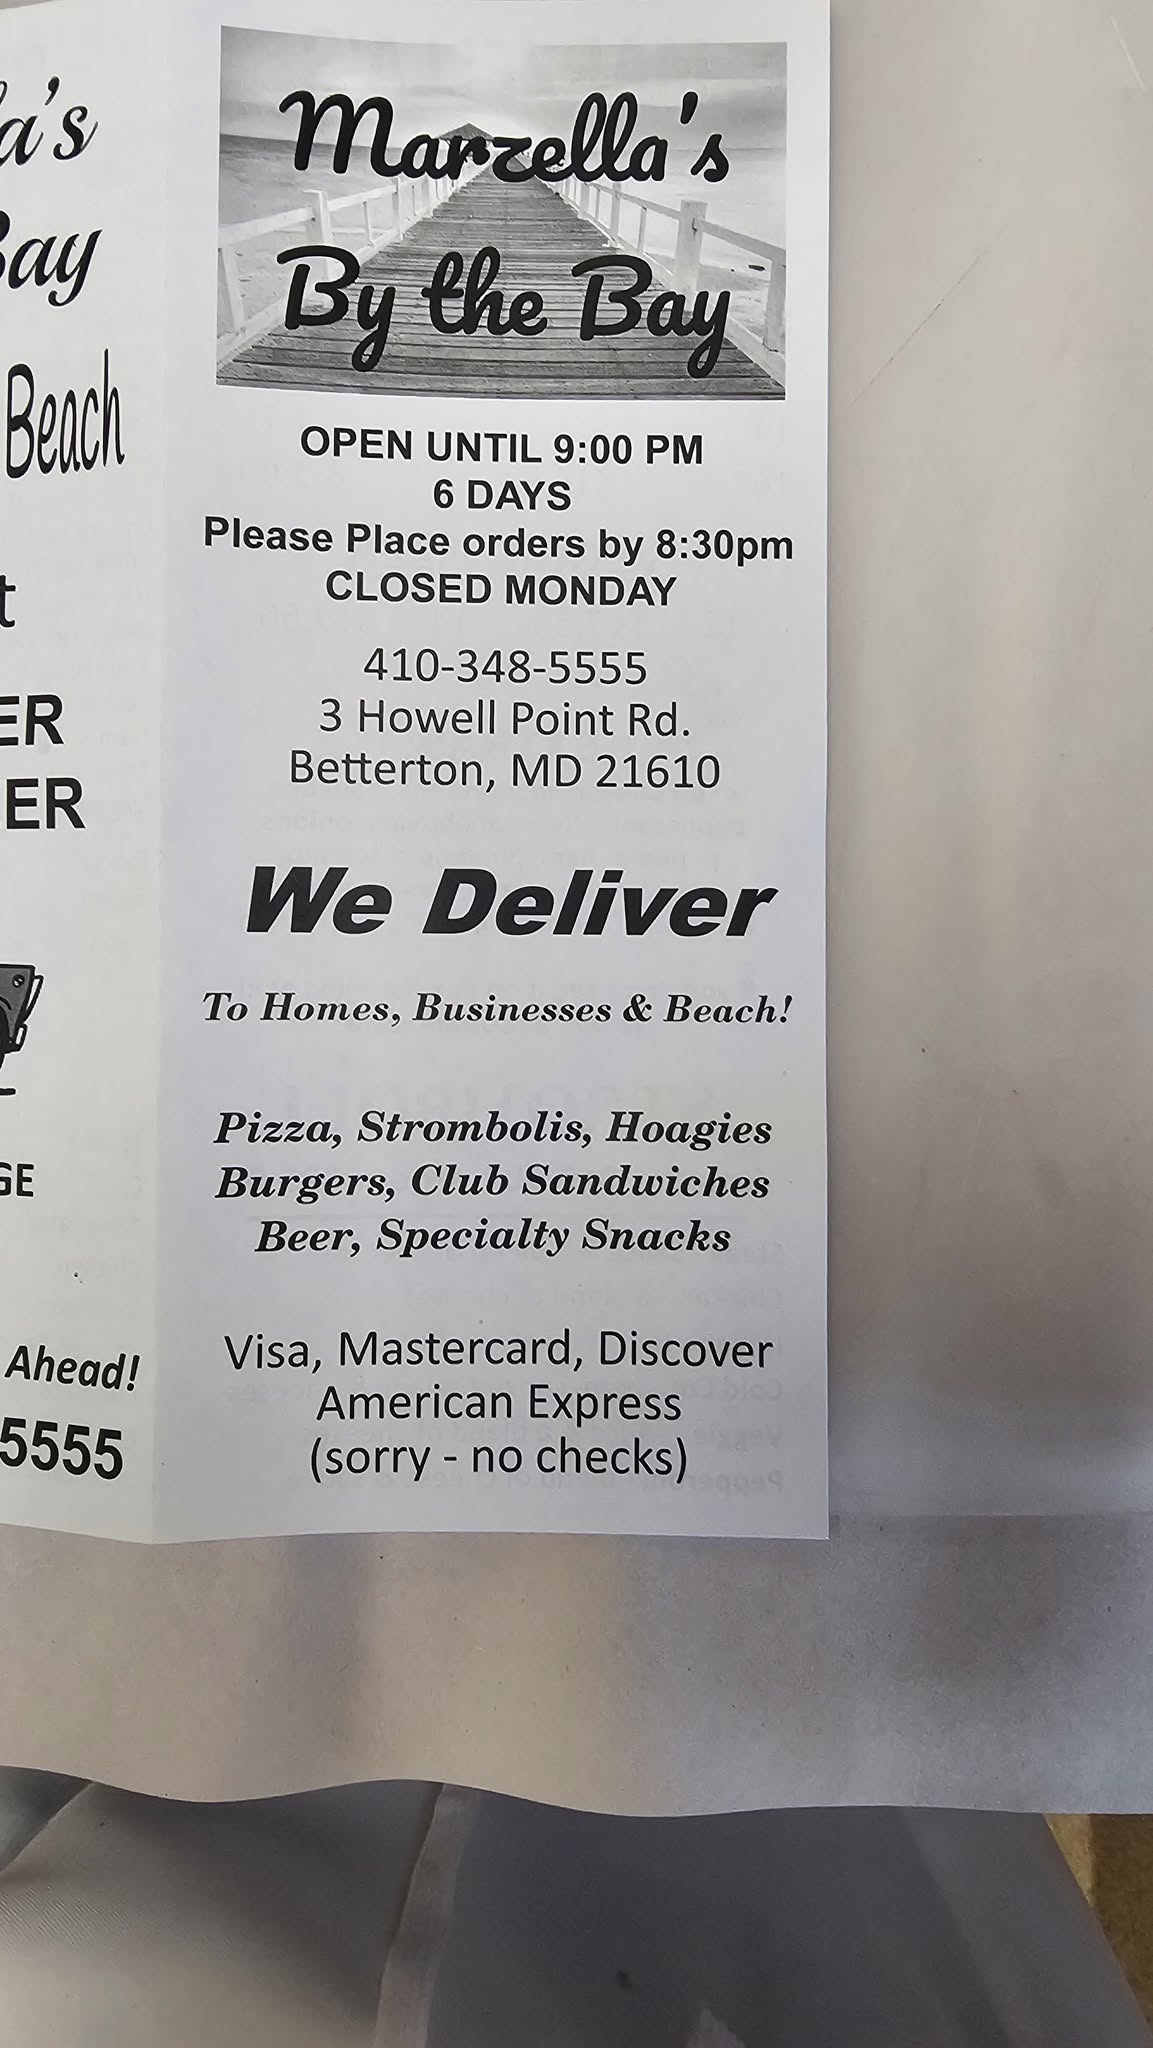 a's
Bay
Beach
t
ER
ER
GE
Ahead!
5555
Marzella's
By the Bay
OPEN UNTIL 9:00 PM
6 DAYS
Please Place orders by 8:30pm
CLOSED MONDAY
410-348-5555
3 Howell Point Rd.
Betterton, MD 21610
We Deliver
To Homes, Businesses & Beach!
Pizza, Strombolis, Hoagies
Burgers, Club Sandwiches
Beer, Specialty Snacks
Visa, Mastercard, Discover
American Express
(sorry - no checks)